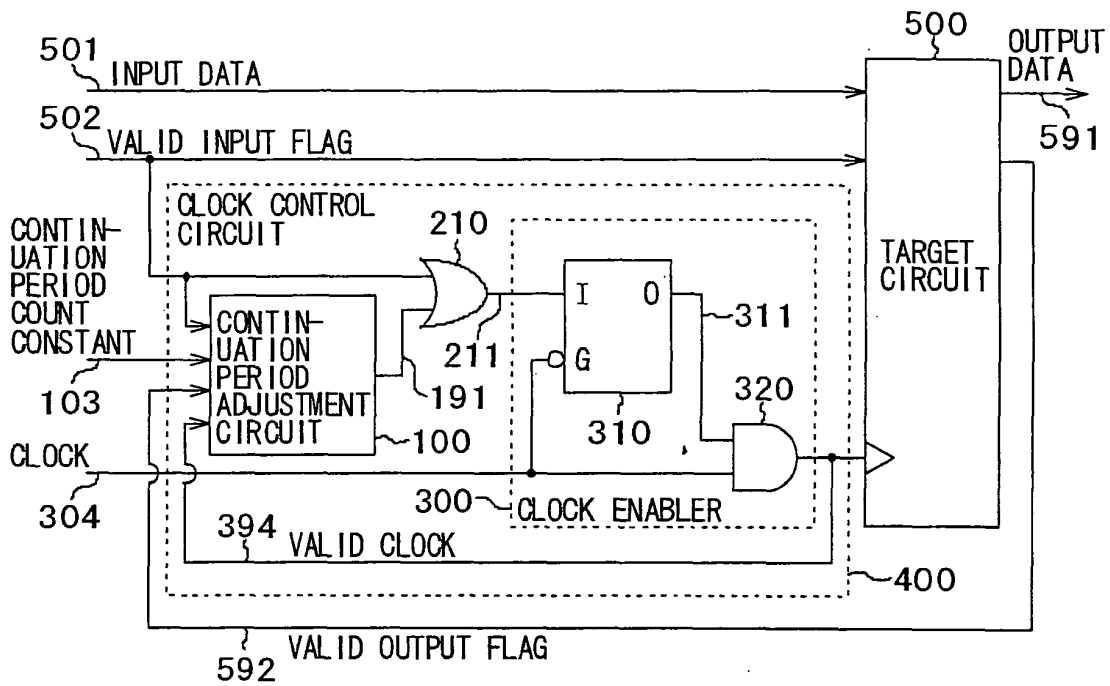 501
INPUT DATA
500
OUTPUT
DATA
591
502
VALID INPUT FLAG
CLOCK CONTROL
CIRCUIT
CONTIN-
UATION
PERIOD
COUNT
CONSTANT
103
210
211
CONTIN-
UATION
PERIOD
ADJUSTMENT
CIRCUIT
191
100
I
O
G
310
311
320
TARGET
CIRCUIT
CLOCK
304
300
CLOCK ENABLER
394
VALID CLOCK
400
592
VALID OUTPUT FLAG